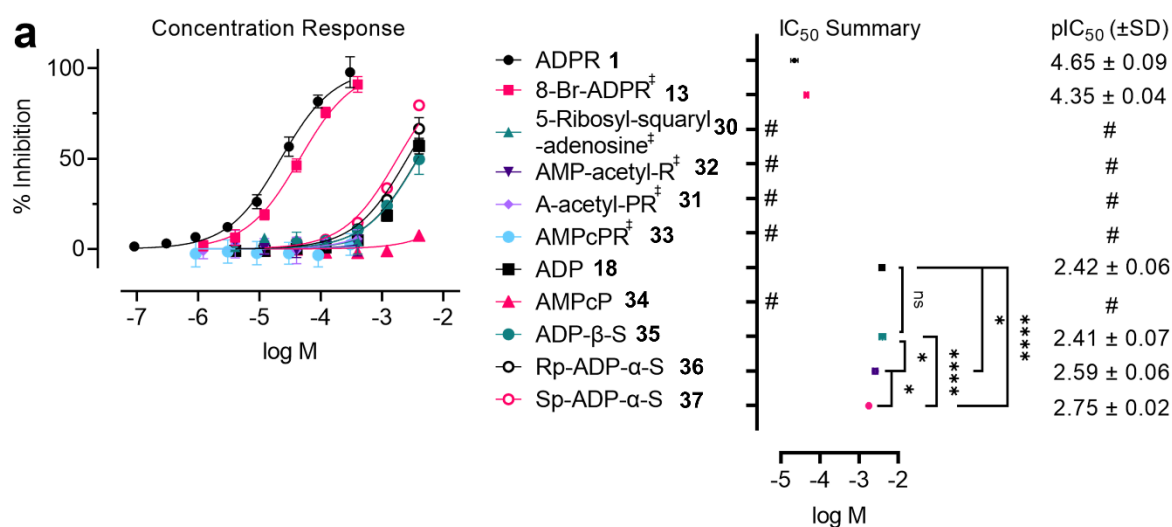 a
Concentration Response
IC50 Summary
pIC50 (±SD)
% Inhibition
100
50
0
-7 -6 -5 -4 -3 -2
log M
ADPR 1
8-Br-ADPR‡ 13
5-Ribosyl-squaryl 30
-adenosine‡
AMP-acetyl-R‡ 32
A-acetyl-PR‡ 31
AMPcPR‡ 33
ADP 18
AMPcP 34
ADP-β-S 35
Rp-ADP-α-S 36
Sp-ADP-α-S 37
#
#
#
#
#
ns
*
*
****
*
****
-5 -4 -3 -2
log M
4.65 ± 0.09
4.35 ± 0.04
#
#
#
#
2.42 ± 0.06
#
2.41 ± 0.07
2.59 ± 0.06
2.75 ± 0.02